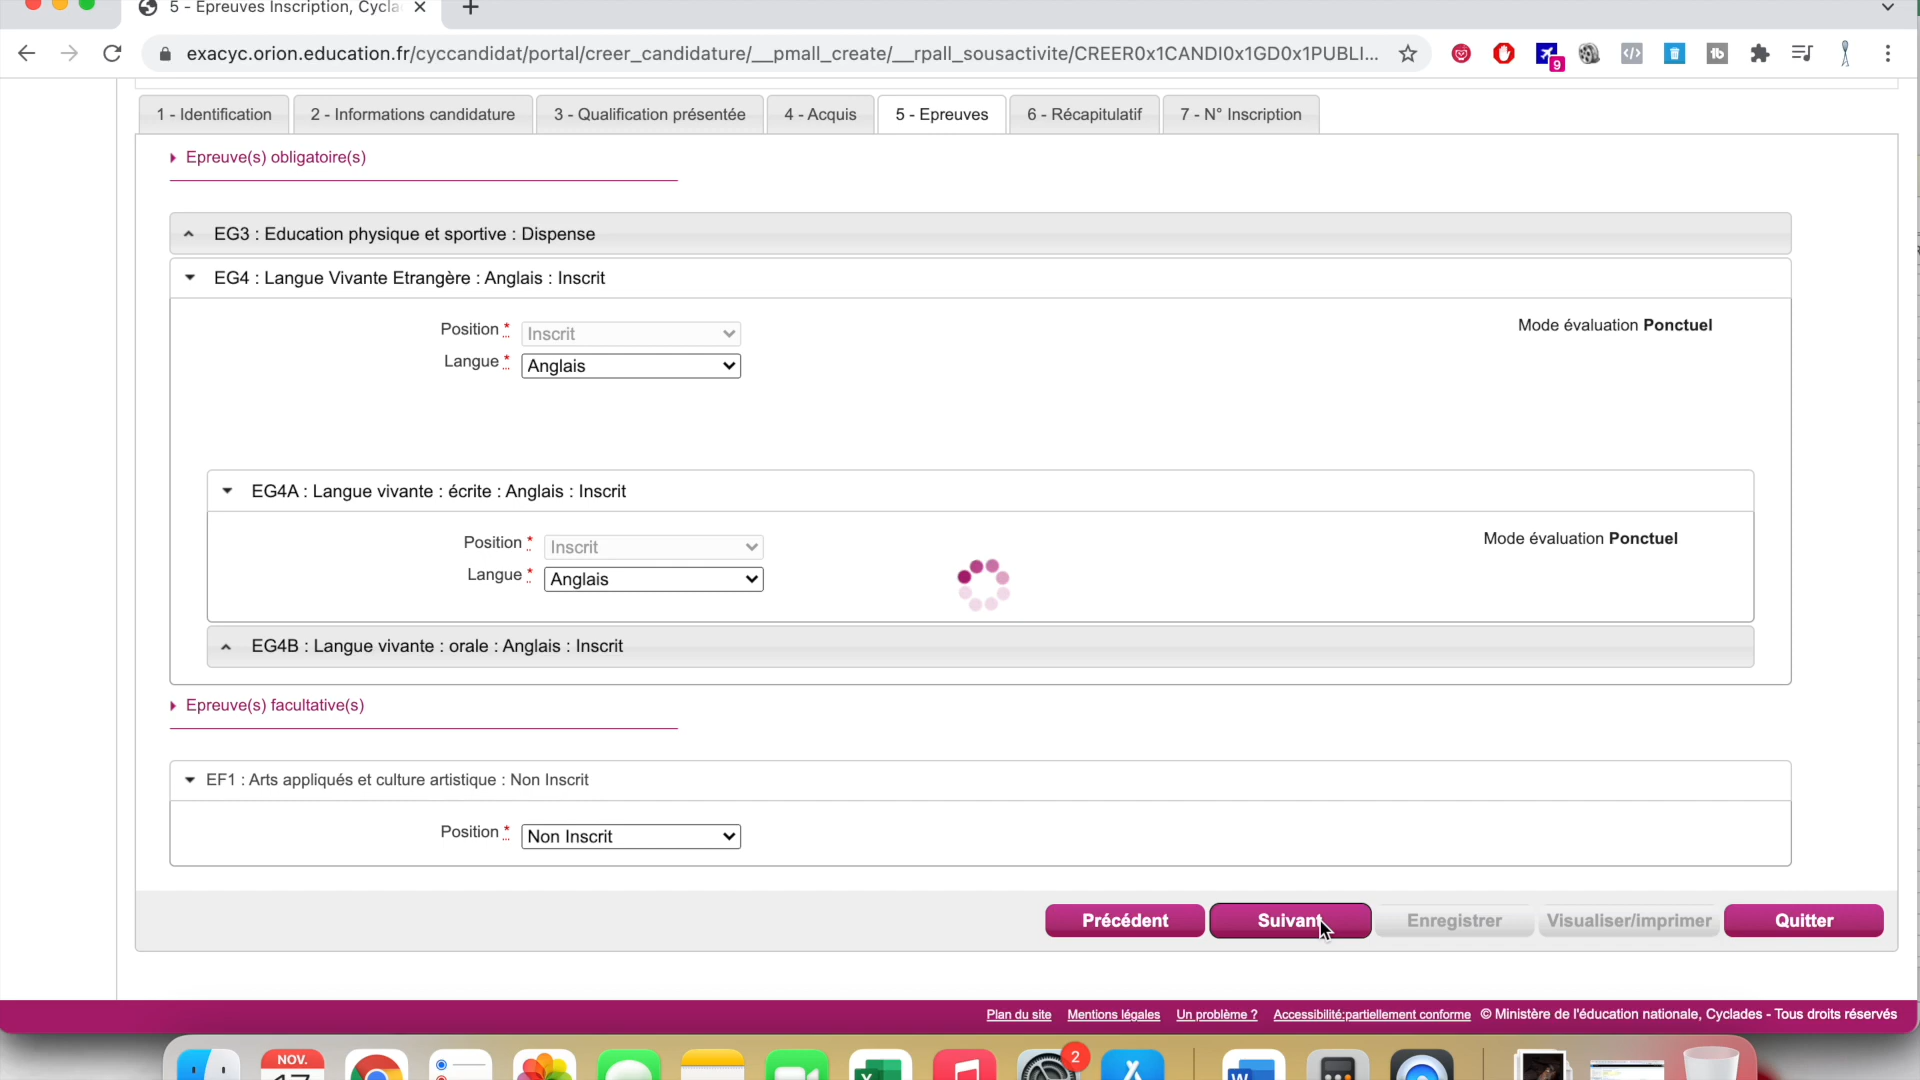 5 - Epreuves Inscription, Cycla
exacyc.orion.education.fr/cyccandidat/portal/creer_candidature/__pmall_create/__rpall_sousactivite/CREER0x1CANDI0x1GD0x1PUBLI...
9
tb
1 - Identification
2 - Informations candidature
3 - Qualification présentée
4 - Acquis
5 - Epreuves
6 - Récapitulatif
7 - N° Inscription
Epreuve(s) obligatoire(s)
EG3 : Education physique et sportive : Dispense
EG4 : Langue Vivante Etrangère : Anglais : Inscrit
Position * Inscrit
Mode évaluation Ponctuel
Langue * Anglais
EG4A : Langue vivante : écrite : Anglais : Inscrit
Position * Inscrit
Mode évaluation Ponctuel
Langue * Anglais
EG4B : Langue vivante : orale : Anglais : Inscrit
Epreuve(s) facultative(s)
EF1 : Arts appliqués et culture artistique : Non Inscrit
Position * Non Inscrit
Précédent
Suivant
Enregistrer
Visualiser/imprimer
Quitter
Plan du site
Mentions légales
Un problème ?
Accessibilité:partiellement conforme
© Ministère de l'éducation nationale, Cyclades - Tous droits réservés
NOV.
17
2